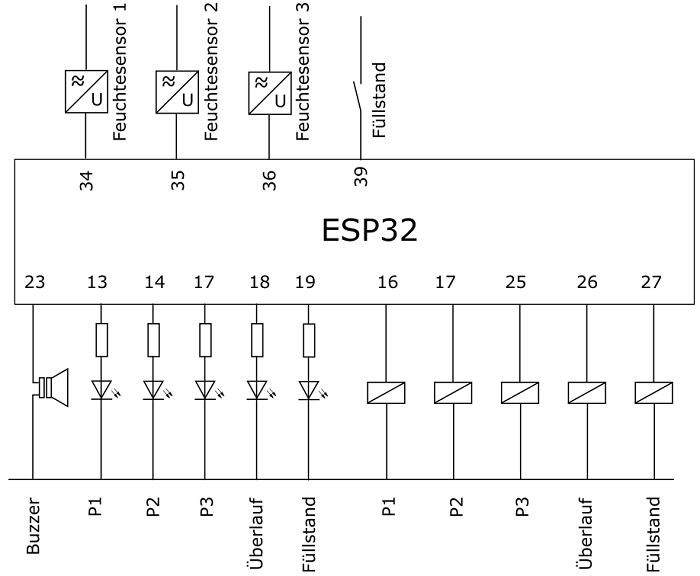 Feuchtesensor 1
Feuchtesensor 2
Feuchtesensor 3
Füllstand
U
U
U
34
35
36
39
ESP32
23
13
14
17
18
19
16
17
25
26
27
Buzzer
P1
P2
P3
Überlauf
Füllstand
P1
P2
P3
Überlauf
Füllstand